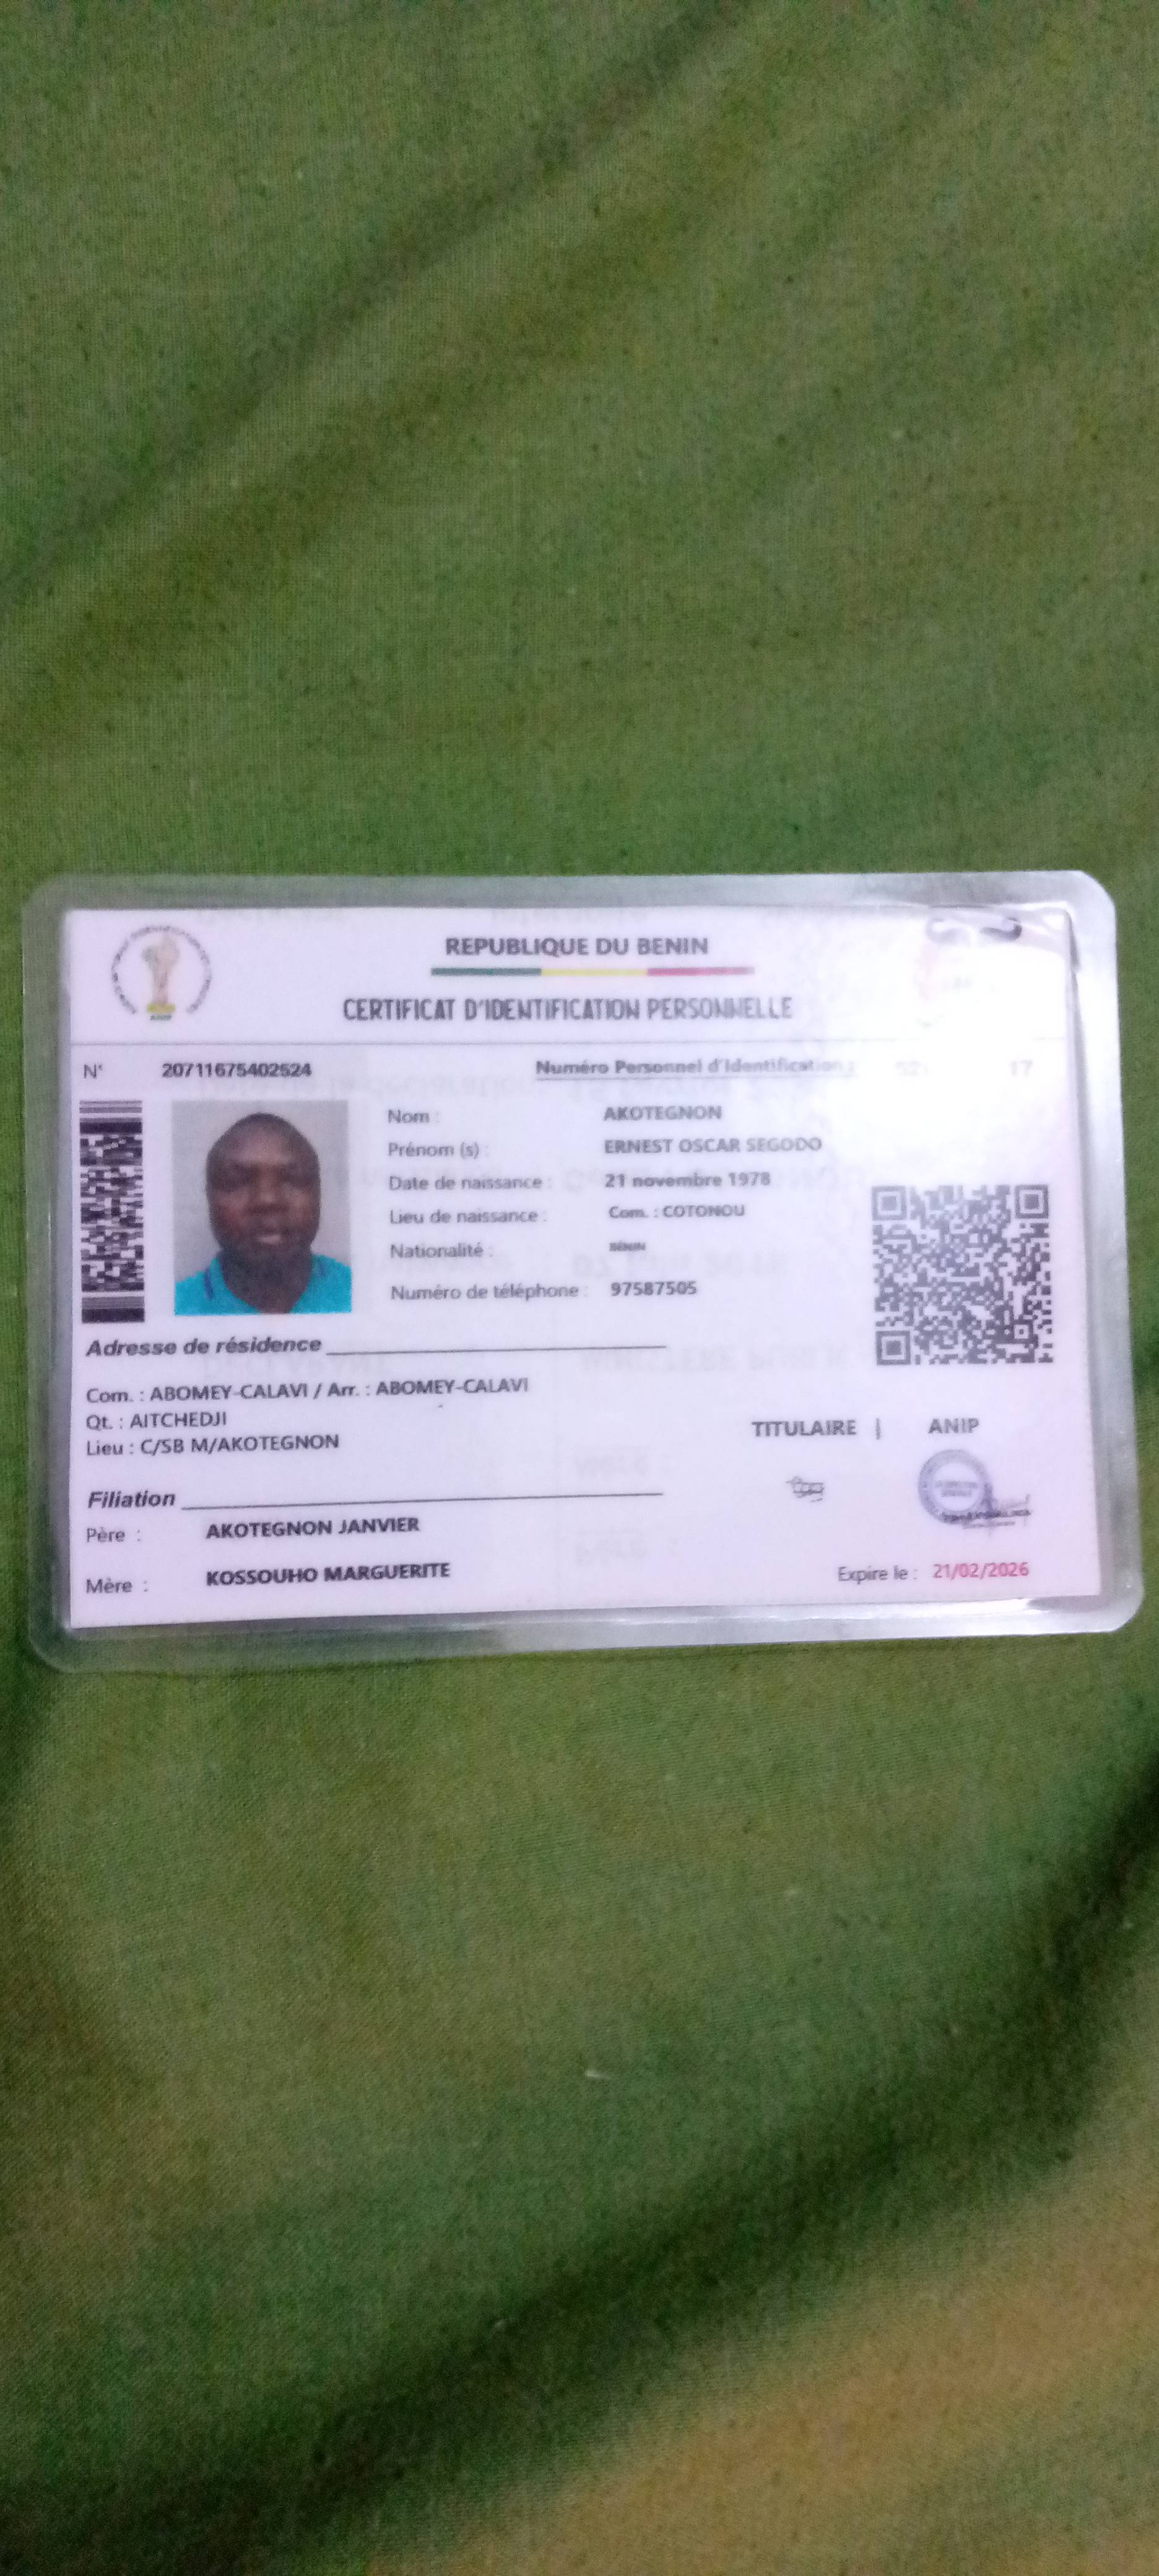 REPUBLIQUE DU BENIN
CERTIFICAT D'IDENTIFICATION PERSONNELLE
N° 20711675402524 Numéro Personnel d'Identification : 17
Nom : AKOTEGNON
Prénom (s) : ERNEST OSCAR SEGODO
Date de naissance : 21 novembre 1978
Lieu de naissance : Com. : COTONOU
Nationalité : BÉNIN
Numéro de téléphone : 97587505
Adresse de résidence
Com. : ABOMEY-CALAVI / Arr. : ABOMEY-CALAVI
Qt. : AITCHEDJI
Lieu : C/SB M/AKOTEGNON
TITULAIRE | ANIP
Filiation
Père : AKOTEGNON JANVIER
Mère : KOSSOUHO MARGUERITE
Expire le : 21/02/2026